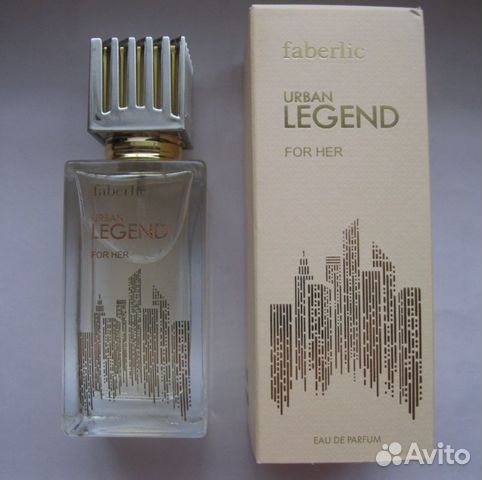 faberlic
URBAN
LEGEND
FOR HER
faberlic
URBAN
LEGEND
FOR HER
EAU DE PARFUM
Avito